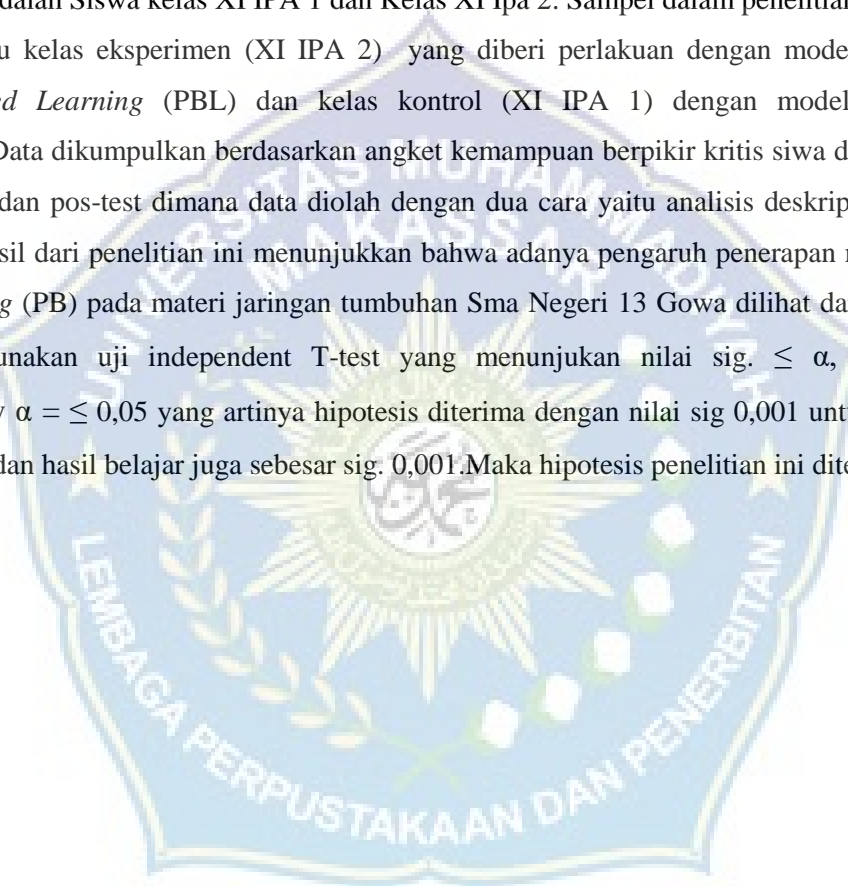 dalah Siswa kelas XI IPA 1 dan Kelas XI Ipa 2. Sampel dalam penelitian
u kelas eksperimen (XI IPA 2) yang diberi perlakuan dengan mode
ed Learning (PBL) dan kelas kontrol (XI IPA 1) dengan model
Data dikumpulkan berdasarkan angket kemampuan berpikir kritis siwa d
dan pos-test dimana data diolah dengan dua cara yaitu analisis deskrip
sil dari penelitian ini menunjukkan bahwa adanya pengaruh penerapan
g (PB) pada materi jaringan tumbuhan Sma Negeri 13 Gowa dilihat da
unakan uji independent T-test yang menunjukan nilai sig. ≤ α,
α = ≤ 0,05 yang artinya hipotesis diterima dengan nilai sig 0,001 unt
dan hasil belajar juga sebesar sig. 0,001.Maka hipotesis penelitian ini dite
UNIVERSITAS MUHAMMADIYAH
MAKASSAR
LEMBAGA PERPUSTAKAAN DAN PENERBITAN